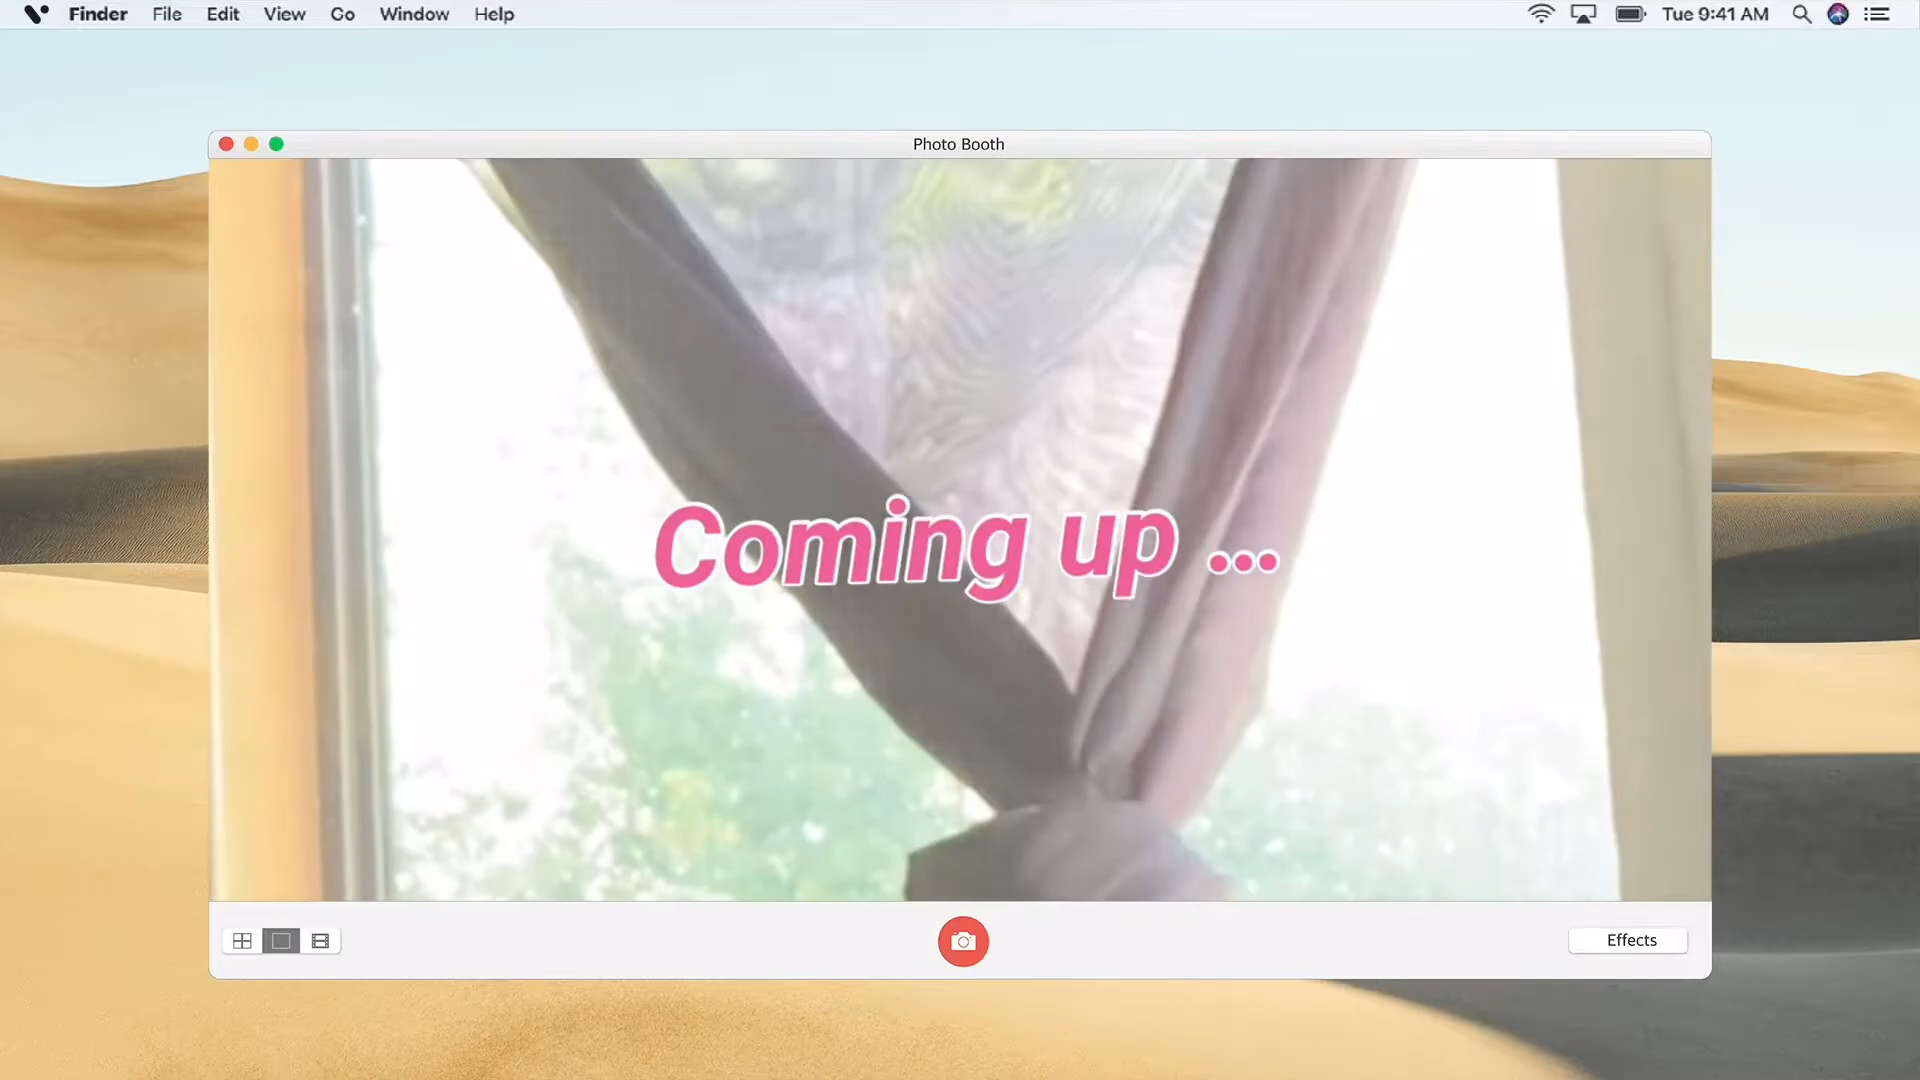 Finder File Edit View Go Window Help Tue 9:41 AM
Photo Booth
Coming up ...
Effects